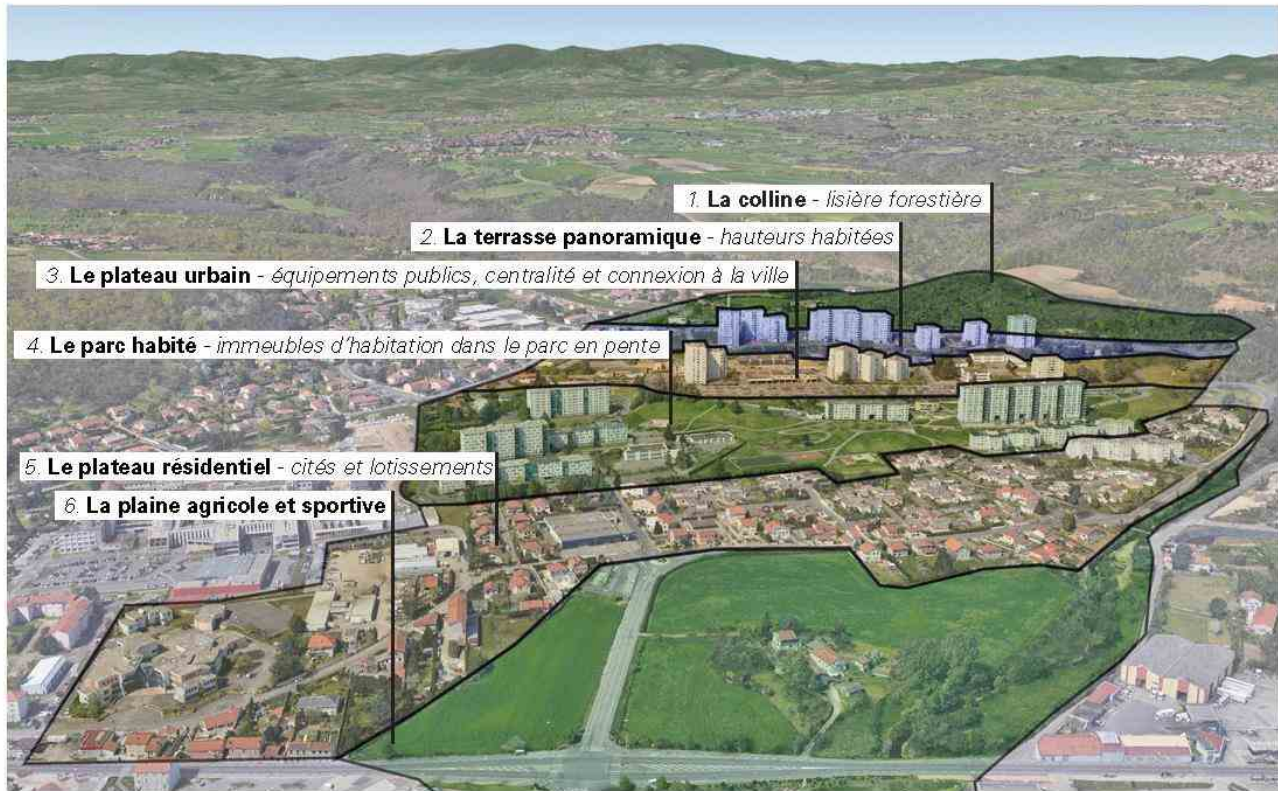 1. La colline - lisière forestière
2. La terrasse panoramique - hauteurs habitées
3. Le plateau urbain - équipements publics, centralité et connexion à la ville
4. Le parc habité - immeubles d'habitation dans le parc en pente
5. Le plateau résidentiel - cités et lotissements
6. La plaine agricole et sportive